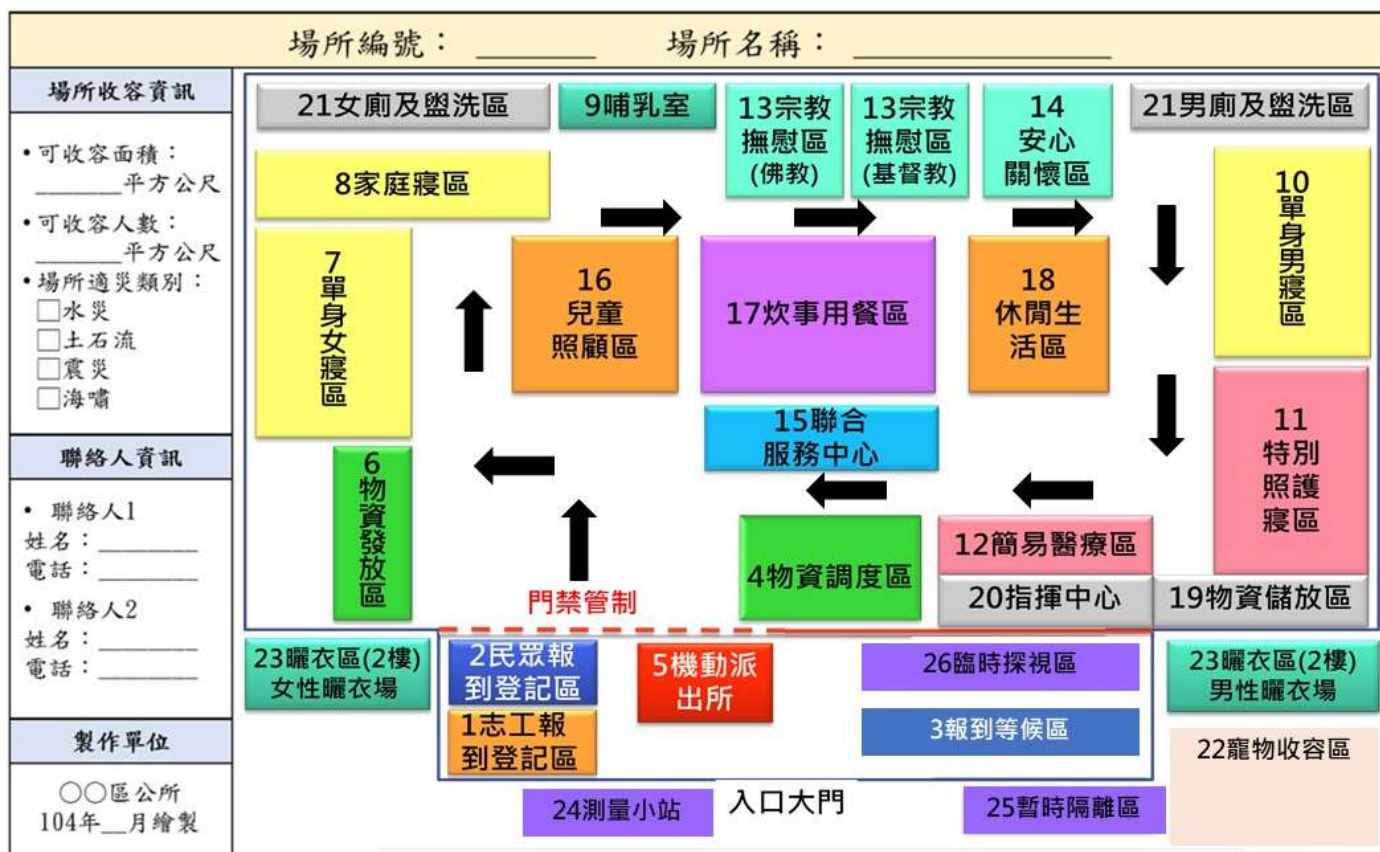 場所編號：______ 場所名稱：____________
場所收容資訊
•可收容面積：
______平方公尺
•可收容人數：
______平方公尺
•場所適災類別：
□水災
□土石流
□震災
□海嘯
聯絡人資訊
• 聯絡人1
姓名：_______
電話：_______
• 聯絡人2
姓名：_______
電話：_______
製作單位
○○區公所
104年__月繪製
21女廁及盥洗區
9哺乳室
13宗教
撫慰區
(佛教)
13宗教
撫慰區
(基督教)
14
安心
關懷區
21男廁及盥洗區
8家庭寢區
10
單身男寢區
7
單身女寢區
16
兒童
照顧區
17炊事用餐區
18
休閒生
活區
15聯合
服務中心
11
特別
照護
寢區
6
物資發放區
4物資調度區
12簡易醫療區
20指揮中心
19物資儲放區
門禁管制
23曬衣區(2樓)
女性曬衣場
2民眾報
到登記區
5機動派
出所
26臨時探視區
23曬衣區(2樓)
男性曬衣場
1志工報
到登記區
3報到等候區
22寵物收容區
24測量小站
入口大門
25暫時隔離區